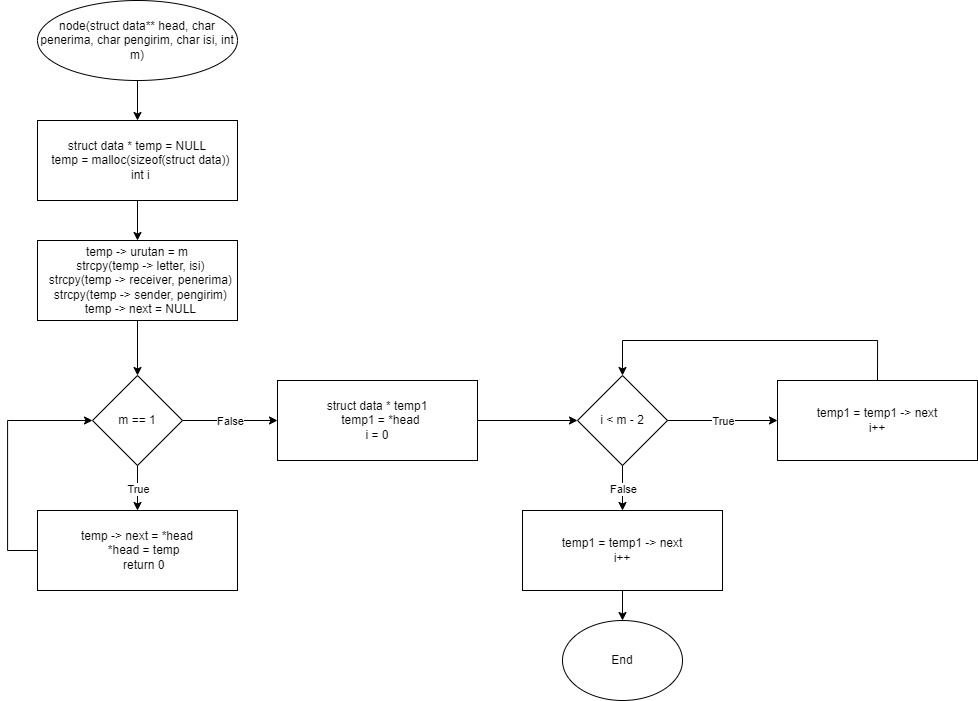 node(struct data** head, char
penerima, char pengirim, char isi, int
m)
struct data * temp = NULL
temp = malloc(sizeof(struct data))
int i
temp -> urutan = m
strcpy(temp -> letter, isi)
strcpy(temp -> receiver, penerima)
strcpy(temp -> sender, pengirim)
temp -> next = NULL
m == 1
False
struct data * temp1
temp1 = *head
i = 0
i < m - 2
True
temp1 = temp1 -> next
i++
True
False
temp -> next = *head
*head = temp
return 0
temp1 = temp1 -> next
i++
End